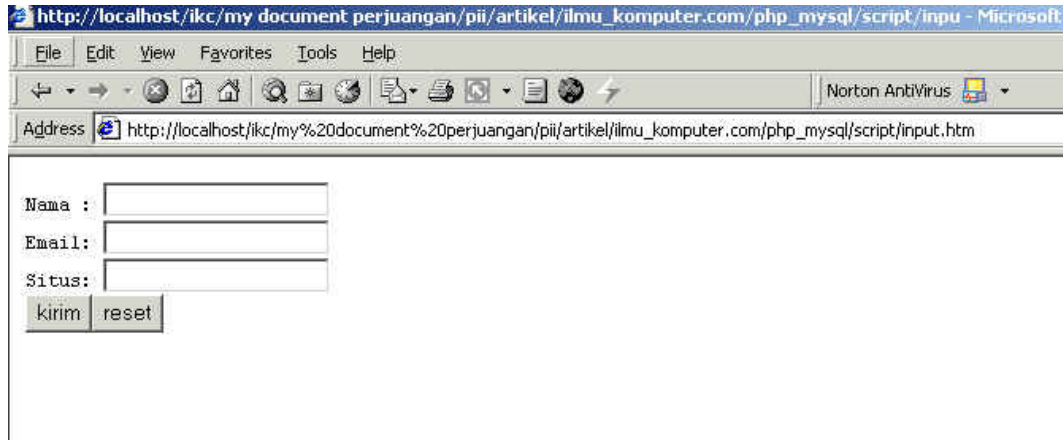 http://localhost/ikc/my document perjuangan/pii/artikel/ilmu_komputer.com/php_mysql/script/inpu - Microsoft
File Edit View Favorites Tools Help
Norton AntiVirus
Address http://localhost/ikc/my%20document%20perjuangan/pii/artikel/ilmu_komputer.com/php_mysql/script/input.htm
Nama :
Email:
Situs:
kirim reset